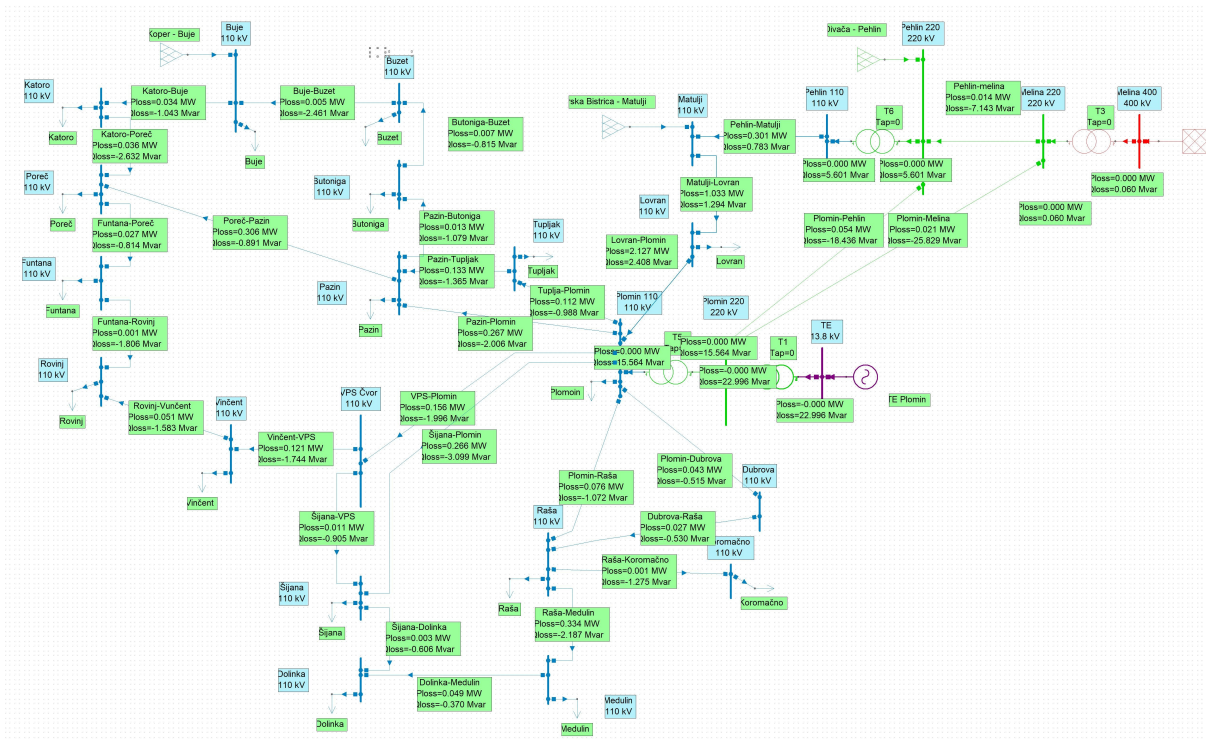 Koper - Buje
Buje
110 kV
Buzet
110 kV
Divača - Pehlin
Pehlin 220
220 kV
Katoro
110 kV
Katoro-Buje
Ploss=0.034 MW
Qloss=-1.043 Mvar
Buje-Buzet
Ploss=0.005 MW
Qloss=-2.461 Mvar
rska Bistrica - Matulji
Matulji
110 kV
Pehlin 110
110 kV
T6
Tap=0
Pehlin-melina
Ploss=0.014 MW
Qloss=-7.143 Mvar
Melina 220
220 kV
T3
Tap=0
Melina 400
400 kV
Katoro
Katoro-Poreč
Ploss=0.036 MW
Qloss=-2.632 Mvar
Buje
Buzet
Butoniga-Buzet
Ploss=0.007 MW
Qloss=-0.815 Mvar
Pehlin-Matulji
Ploss=0.301 MW
Qloss=0.783 Mvar
Ploss=0.000 MW
Qloss=5.601 Mvar
Ploss=0.000 MW
Qloss=5.601 Mvar
Ploss=0.000 MW
Qloss=0.060 Mvar
Ploss=0.000 MW
Qloss=0.060 Mvar
Poreč
110 kV
Butoniga
110 kV
Matulji-Lovran
Ploss=1.033 MW
Qloss=1.294 Mvar
Lovran
110 kV
Poreč
Funtana-Poreč
Ploss=0.027 MW
Qloss=-0.814 Mvar
Poreč-Pazin
Ploss=0.306 MW
Qloss=-0.891 Mvar
Butoniga
Pazin-Butoniga
Ploss=0.013 MW
Qloss=-1.079 Mvar
Tupljak
110 kV
Plomin-Pehlin
Ploss=0.054 MW
Qloss=-18.436 Mvar
Plomin-Melina
Ploss=0.021 MW
Qloss=-25.829 Mvar
Lovran-Plomin
Ploss=2.127 MW
Qloss=2.408 Mvar
Lovran
Funtana
110 kV
Pazin-Tupljak
Ploss=0.133 MW
Qloss=-1.365 Mvar
Tupljak
Pazin
110 kV
Tuplja-Plomin
Ploss=0.112 MW
Qloss=-0.988 Mvar
Plomin 110
110 kV
Plomin 220
220 kV
Funtana
Pazin
Funtana-Rovinj
Ploss=0.001 MW
Qloss=-1.806 Mvar
Pazin-Plomin
Ploss=0.267 MW
Qloss=-2.006 Mvar
TE
13.8 kV
T5
Ploss=0.000 MW
Qloss=15.564 Mvar
Ploss=0.000 MW
Qloss=15.564 Mvar
T1
Tap=0
Ploss=-0.000 MW
Qloss=22.996 Mvar
Ploss=-0.000 MW
Qloss=22.996 Mvar
TE Plomin
Plomoin
Rovinj
110 kV
Rovinj
Rovinj-Vunčent
Ploss=0.051 MW
Qloss=-1.583 Mvar
Vinčent
110 kV
VPS Čvor
110 kV
VPS-Plomin
Ploss=0.156 MW
Qloss=-1.996 Mvar
Šijana-Plomin
Ploss=0.266 MW
Qloss=-3.099 Mvar
Vinčent-VPS
Ploss=0.121 MW
Qloss=-1.744 Mvar
Vinčent
Plomin-Raša
Ploss=0.076 MW
Qloss=-1.072 Mvar
Plomin-Dubrova
Ploss=0.043 MW
Qloss=-0.515 Mvar
Dubrova
110 kV
Šijana-VPS
Ploss=0.011 MW
Qloss=-0.905 Mvar
Raša
110 kV
Dubrova-Raša
Ploss=0.027 MW
Qloss=-0.530 Mvar
Koromačno
110 kV
Raša-Koromačno
Ploss=0.001 MW
Qloss=-1.275 Mvar
Koromačno
Šijana
110 kV
Šijana
Raša
Raša-Medulin
Ploss=0.334 MW
Qloss=-2.187 Mvar
Šijana-Dolinka
Ploss=0.003 MW
Qloss=-0.606 Mvar
Dolinka
110 kV
Dolinka-Medulin
Ploss=0.049 MW
Qloss=-0.370 Mvar
Medulin
110 kV
Dolinka
Medulin